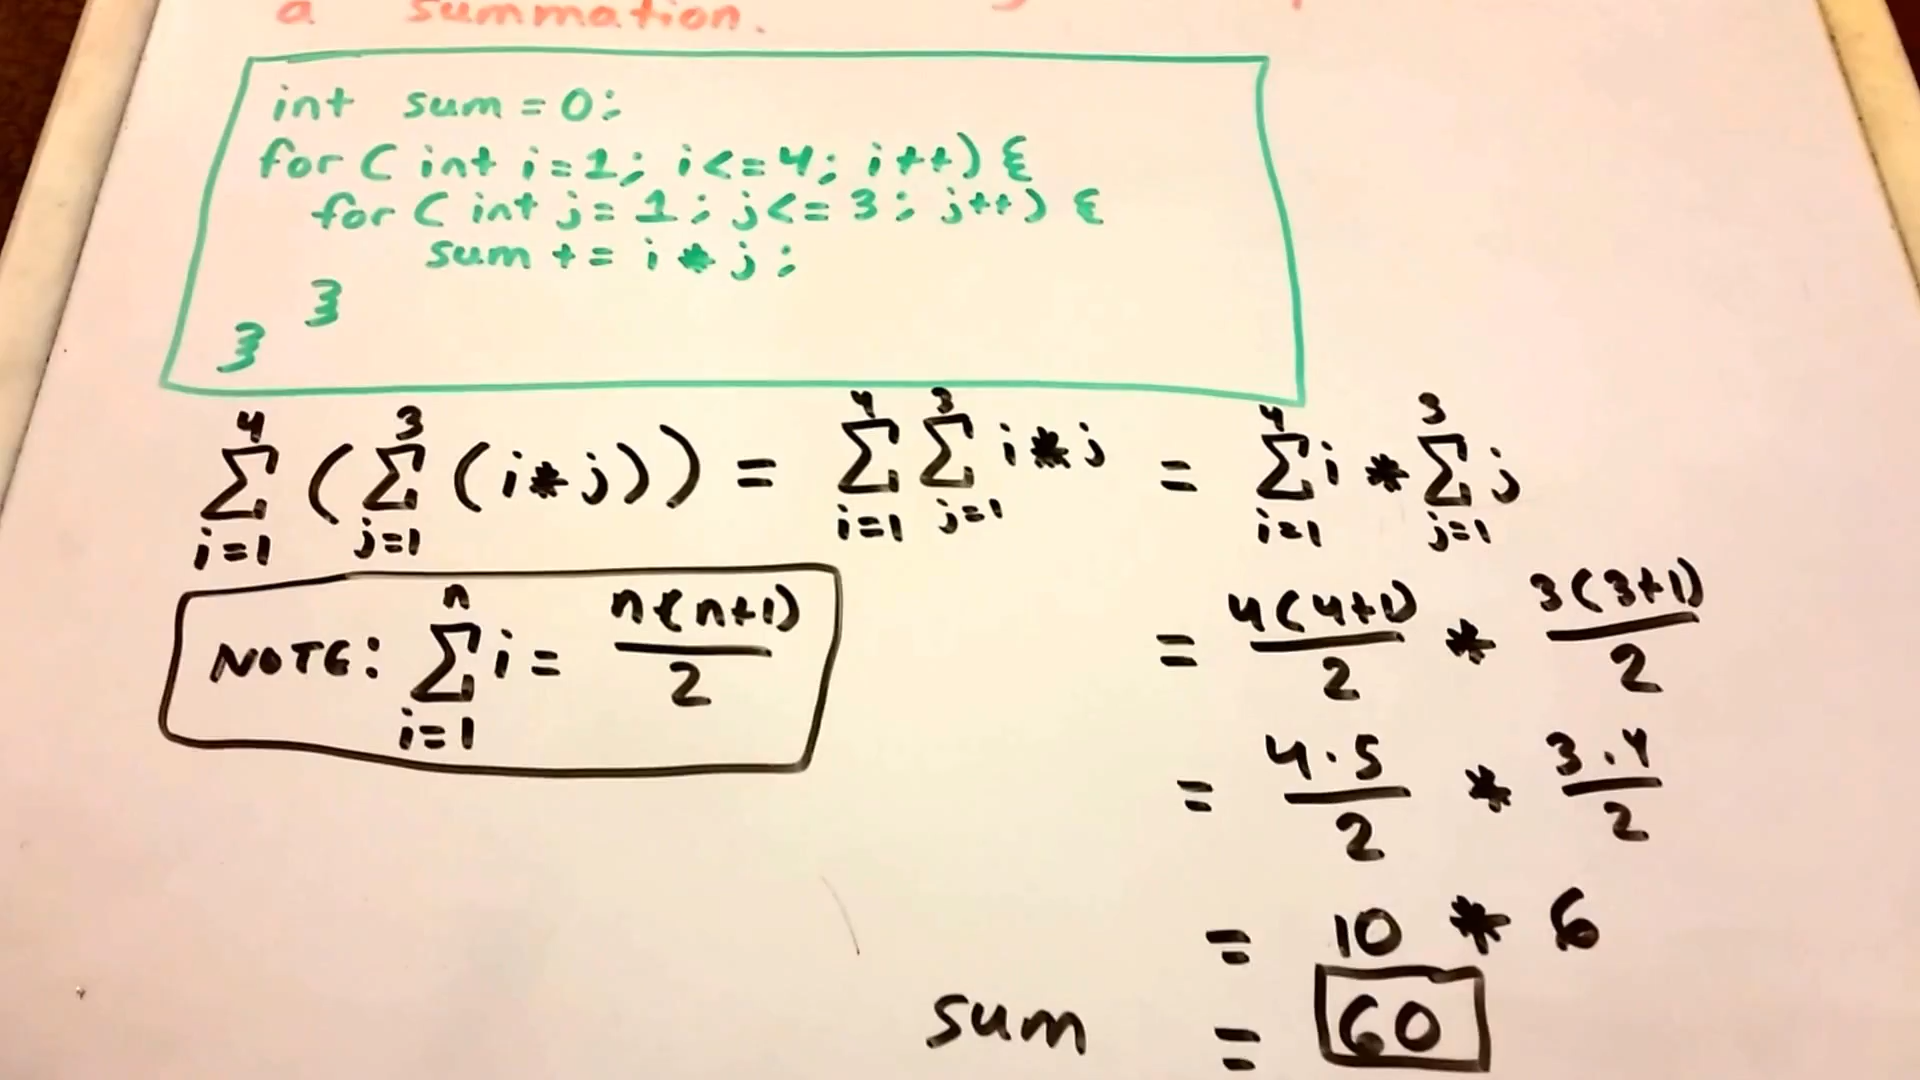 a summation.
int sum = 0;
for ( int i = 1; i <= 4; i++) {
for ( int j = 1; j <= 3; j++) {
sum += i * j;
}
}
4 ∑ i=1 ( 3 ∑ j=1 (i*j)) = 4 ∑ i=1 3 ∑ j=1 i*j = 4 ∑ i=1 i * 3 ∑ j=1 j
NOTE: n ∑ i=1 i = n(n+1)/2
= 4(4+1)/2 * 3(3+1)/2
= 4·5/2 * 3·4/2
= 10 * 6
sum = 60